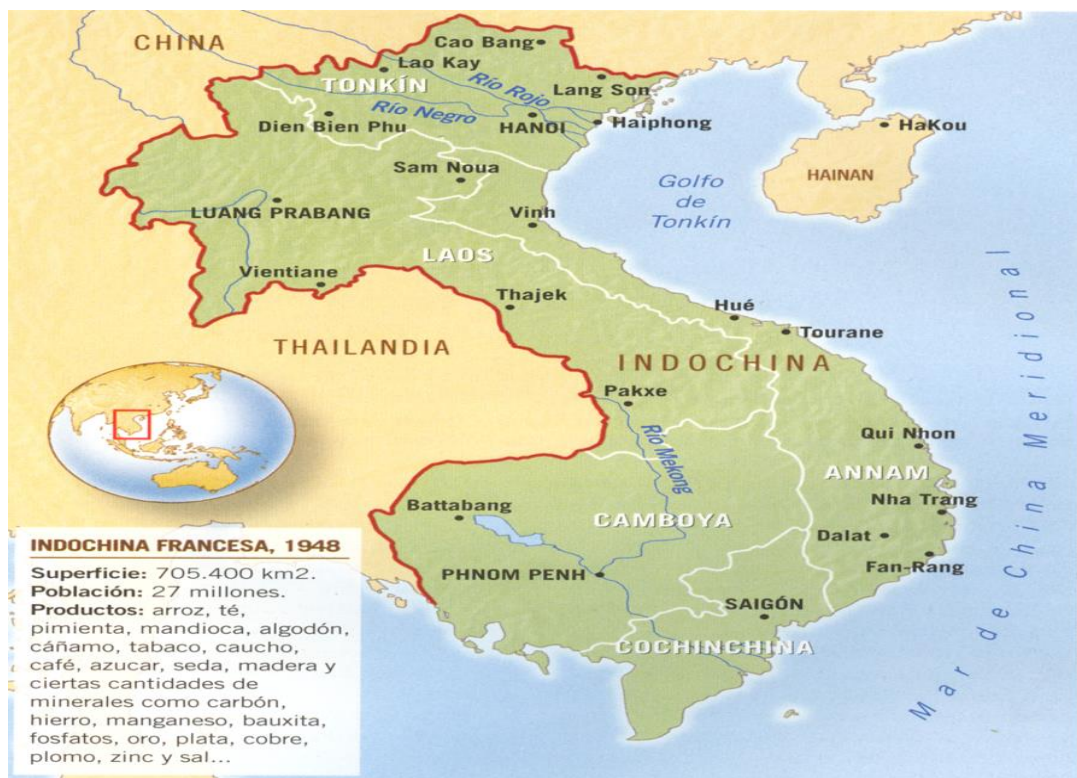 CHINA
Cao Bang
Lao Kay
TONKÍN
Río Rojo
Lang Son
Río Negro
Dien Bien Phu
HANOI
Haiphong
HaKou
HAINAN
Sam Noua
Golfo
de
Tonkín
LUANG PRABANG
Vinh
LAOS
Vientiane
Thajek
Hué
Tourane
THAILANDIA
INDOCHINA
Pakxe
Río Mekong
Qui Nhon
ANNAM
Battabang
CAMBOYA
Nha Trang
Dalat
PHNOM PENH
Fan-Rang
SAIGÓN
COCHINCHINA
Mar de China Meridional
INDOCHINA FRANCESA, 1948
Superficie: 705.400 km2.
Población: 27 millones.
Productos: arroz, té,
pimienta, mandioca, algodón,
cáñamo, tabaco, caucho,
café, azucar, seda, madera y
ciertas cantidades de
minerales como carbón,
hierro, manganeso, bauxita,
fosfatos, oro, plata, cobre,
plomo, zinc y sal...